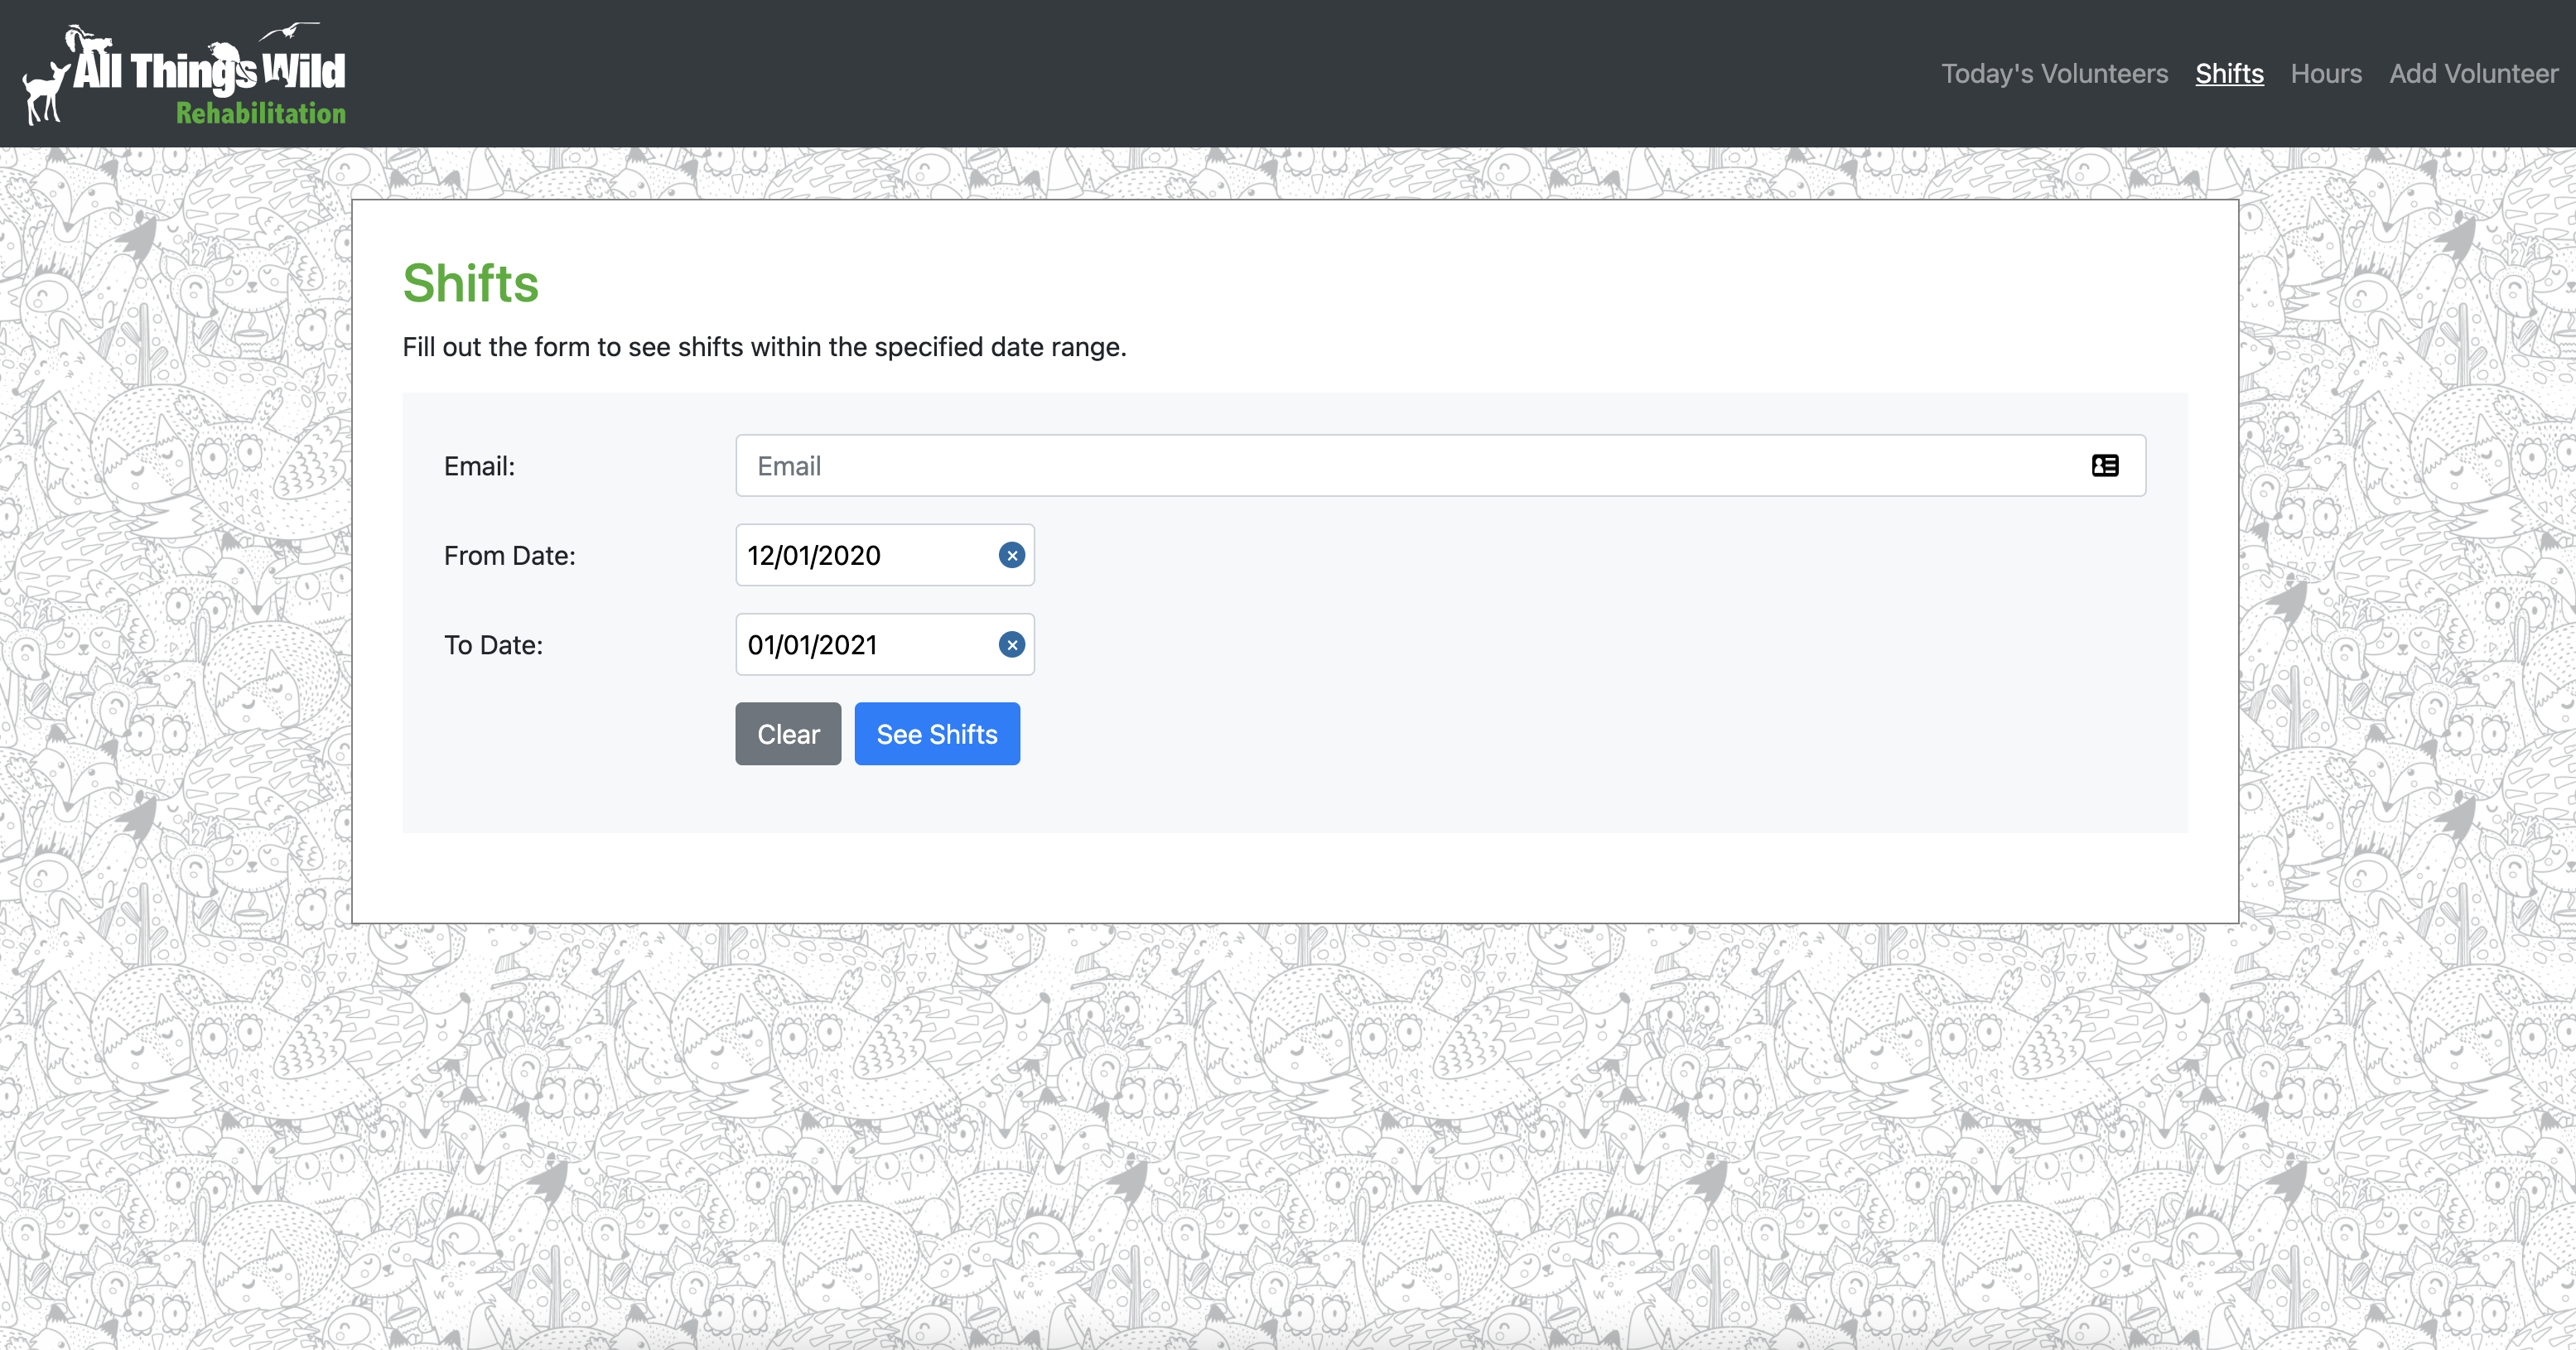 All Things Wild
Rehabilitation
Today's Volunteers Shifts Hours Add Volunteer
Shifts
Fill out the form to see shifts within the specified date range.
Email: Email
From Date: 12/01/2020
To Date: 01/01/2021
Clear See Shifts